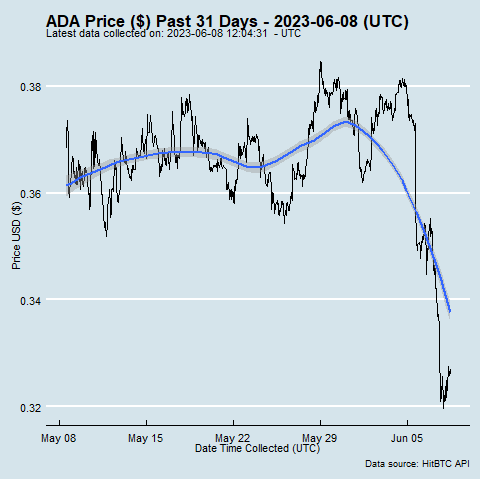 ADA Price ($) Past 31 Days - 2023-06-08 (UTC)
Latest data collected on: 2023-06-08 12:04:31 - UTC
Price USD ($)
0.38
0.36
0.34
0.32
May 08 May 15 May 22 May 29 Jun 05
Date Time Collected (UTC)
Data source: HitBTC API